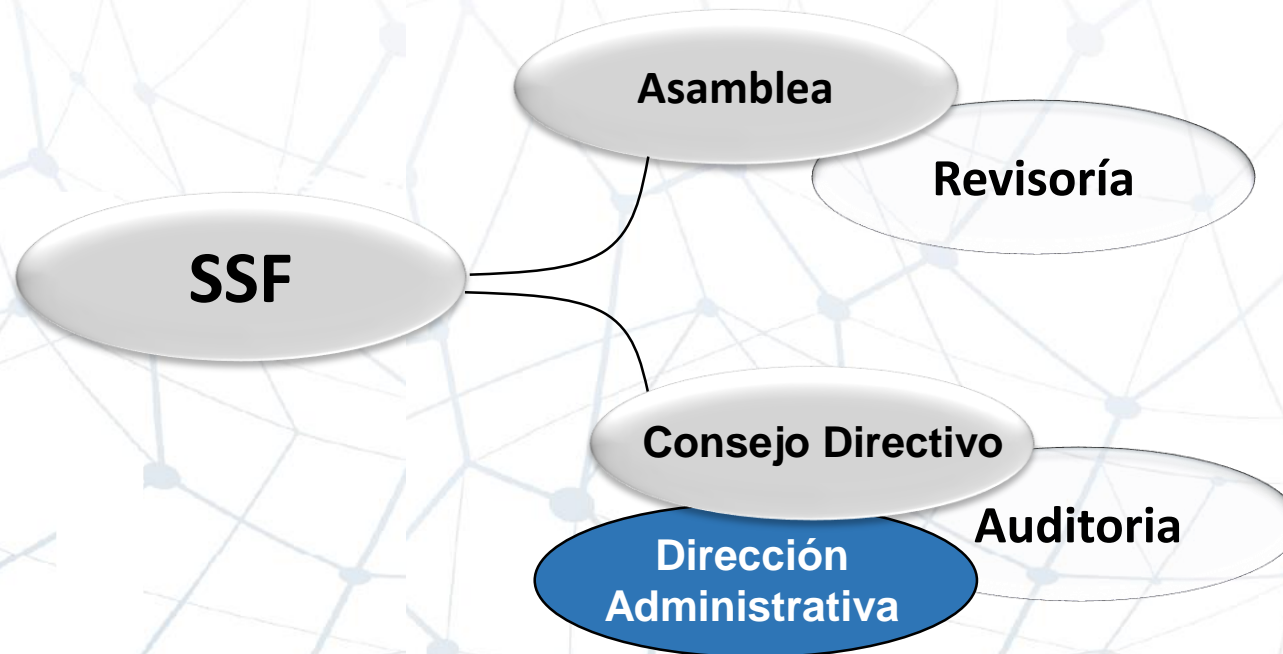 Asamblea
Revisoría
SSF
Consejo Directivo
Auditoria
Dirección
Administrativa